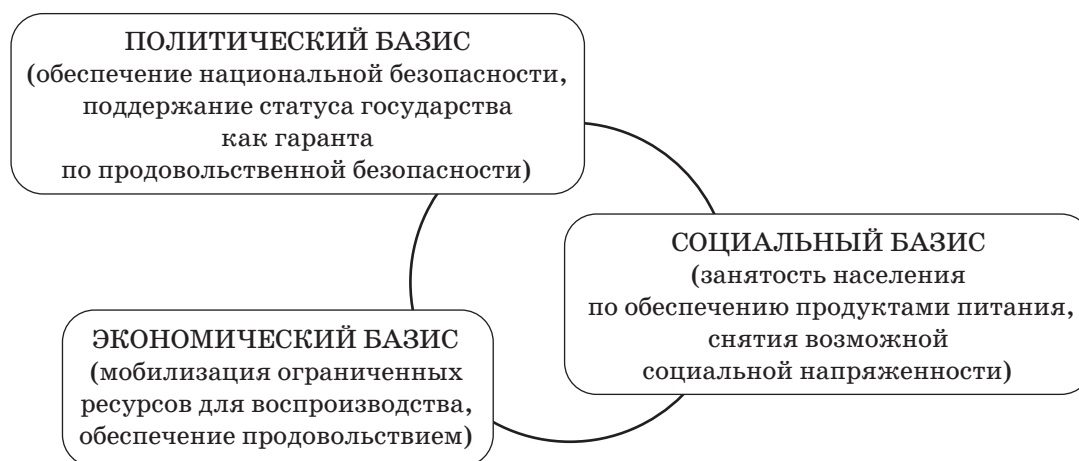 ПОЛИТИЧЕСКИЙ БАЗИС
(обеспечение национальной безопасности,
поддержание статуса государства
как гаранта
по продовольственной безопасности)
СОЦИАЛЬНЫЙ БАЗИС
(занятость населения
по обеспечению продуктами питания,
снятия возможной
социальной напряженности)
ЭКОНОМИЧЕСКИЙ БАЗИС
(мобилизация ограниченных
ресурсов для воспроизводства,
обеспечение продовольствием)